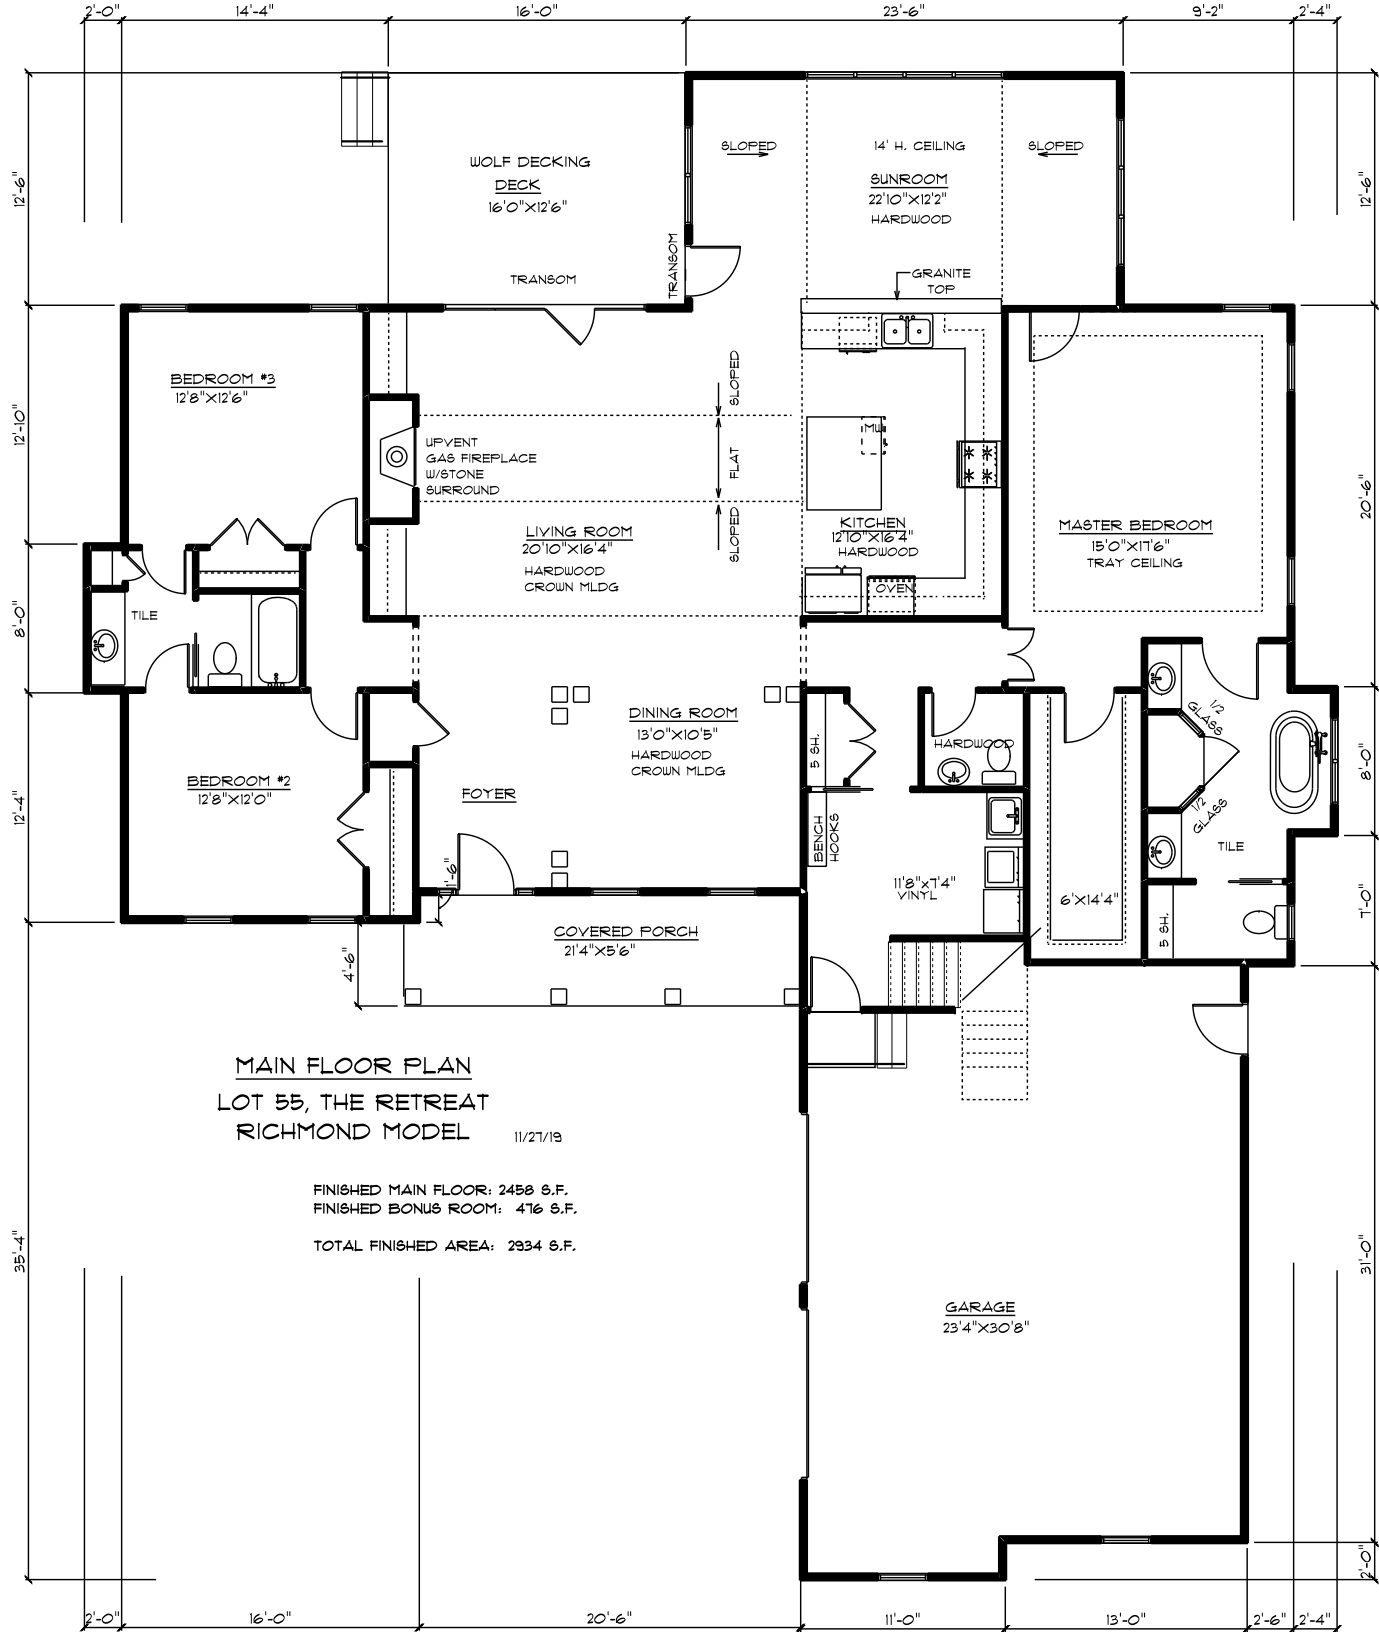 2'-0" 14'-4" 16'-0" 23'-6" 9'-2" 2'-4"
12'-6"
12'-10"
8'-0"
12'-4"
35'-4"
12'-6"
20'-6"
8'-0"
7'-0"
31'-0"
2'-0"
WOLF DECKING
DECK
16'0"X12'6"
TRANSOM
TRANSOM
SLOPED
14' H. CEILING
SLOPED
SUNROOM
22'10"X12'2"
HARDWOOD
GRANITE
TOP
BEDROOM #3
12'8"X12'6"
UPVENT
GAS FIREPLACE
W/STONE
SURROUND
SLOPED
FLAT
SLOPED
LIVING ROOM
20'10"X16'4"
HARDWOOD
CROWN MLDG
MW
KITCHEN
12'10"X16'4"
HARDWOOD
OVEN
MASTER BEDROOM
15'0"X17'6"
TRAY CEILING
TILE
BEDROOM #2
12'8"X12'0"
DINING ROOM
13'0"X10'5"
HARDWOOD
CROWN MLDG
FOYER
5 SH.
HARDWOOD
1/2
GLASS
1/2
GLASS
TILE
BENCH
HOOKS
11'8"x7'4"
VINYL
6'X14'4"
5 SH.
1'-6"
4'-6"
COVERED PORCH
21'4"X5'6"
MAIN FLOOR PLAN
LOT 55, THE RETREAT
RICHMOND MODEL 11/27/19
FINISHED MAIN FLOOR: 2458 S.F.
FINISHED BONUS ROOM: 476 S.F.
TOTAL FINISHED AREA: 2934 S.F.
GARAGE
23'4"X30'8"
2'-0" 16'-0" 20'-6" 11'-0" 13'-0" 2'-6" 2'-4"